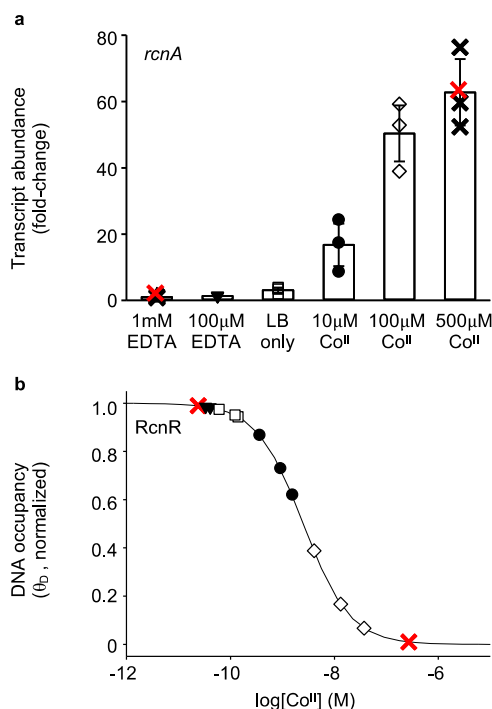 a
rcnA
Transcript abundance
(fold-change)
80
60
40
20
0
1mM
EDTA
100μM
EDTA
LB
only
10μM
Coᴵᴵ
100μM
Coᴵᴵ
500μM
Coᴵᴵ
b
RcnR
DNA occupancy
(θD , normalized)
1.0
0.8
0.6
0.4
0.2
0
-12
-10
-8
-6
log[Coᴵᴵ] (M)